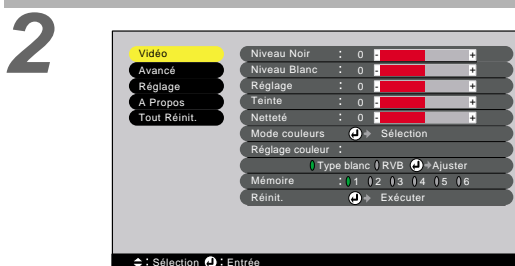 2
Vidéo
Avancé
Réglage
A Propos
Tout Réinit.
Niveau Noir : 0 - +
Niveau Blanc : 0 - +
Réglage : 0 - +
Teinte : 0 - +
Netteté : 0 - +
Mode couleurs Sélection
Réglage couleur :
Type blanc RVB Ajuster
Mémoire : 1 2 3 4 5 6
Réinit. Exécuter
: Sélection : Entrée